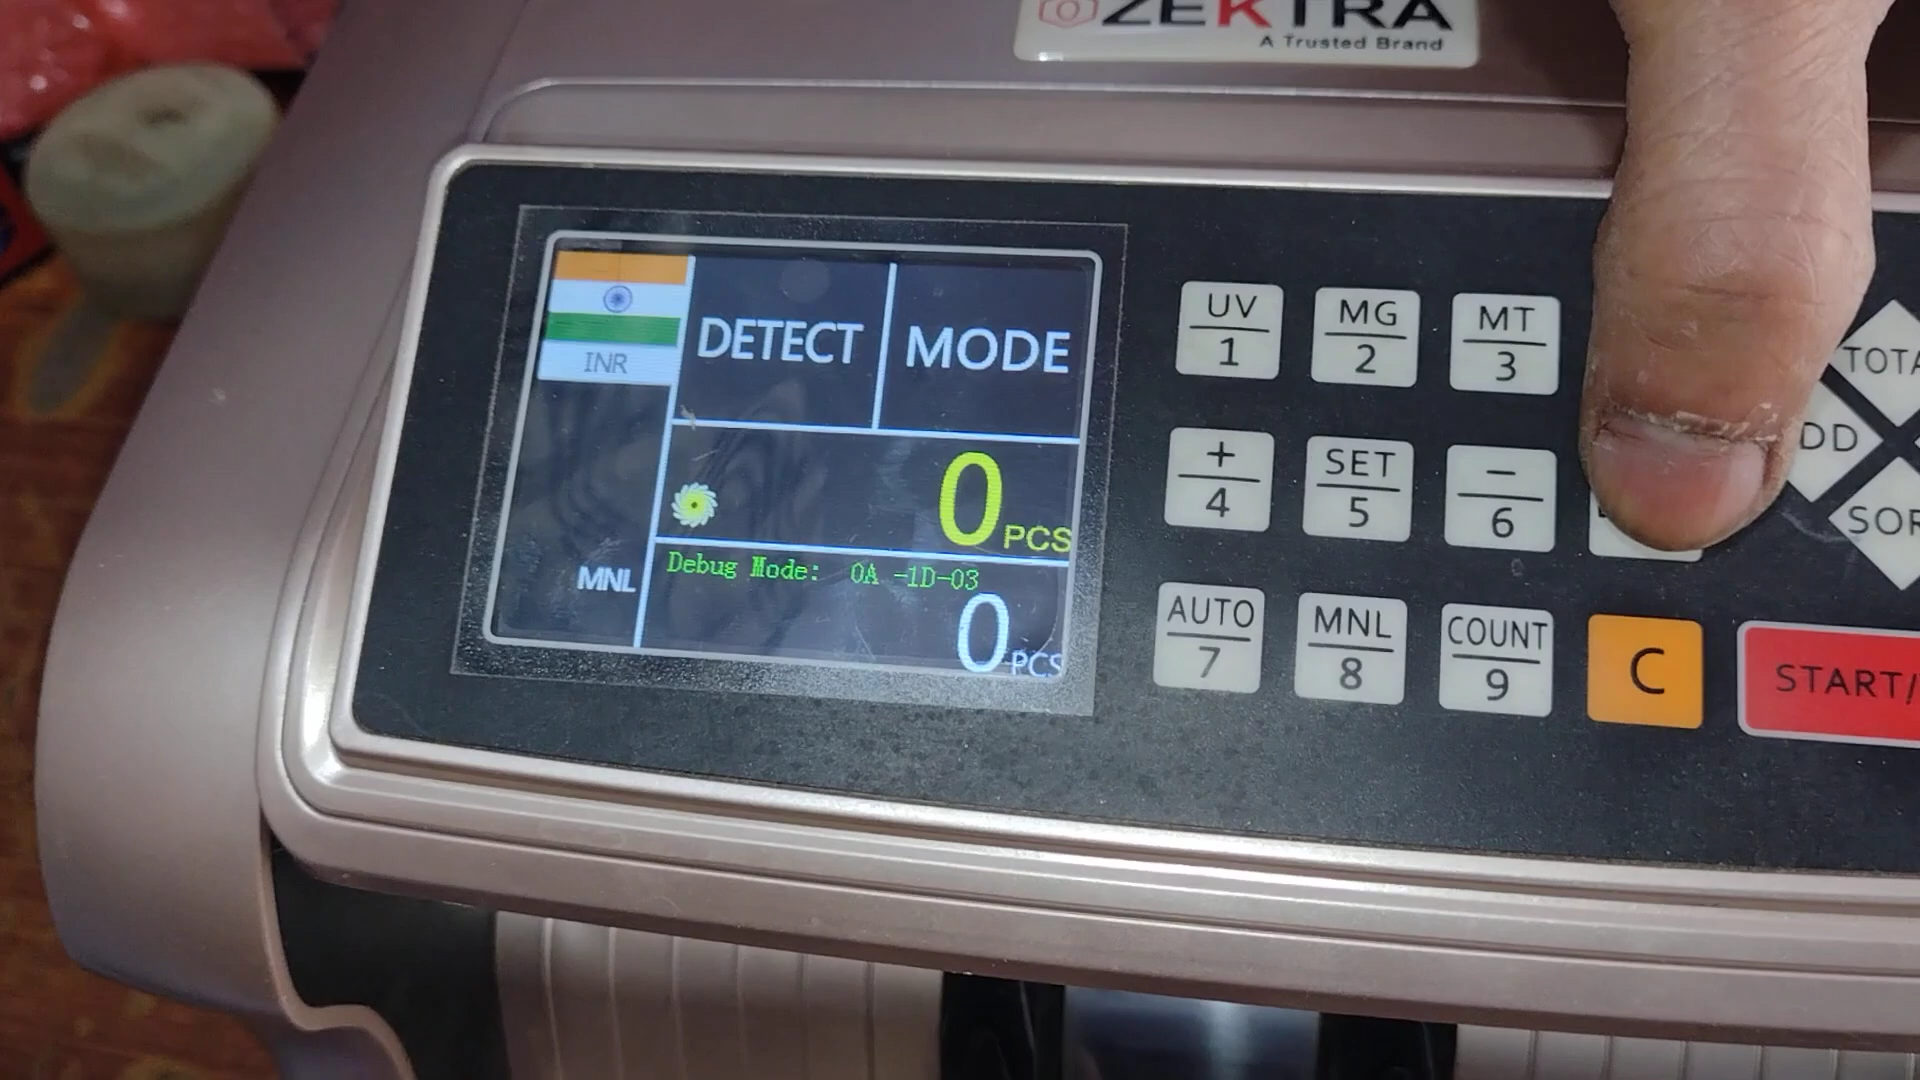 ZEKTRA
A Trusted Brand
INR
DETECT
MODE
0 PCS
MNL
Debug Mode: 0A -1D-03
0 PCS
UV
1
MG
2
MT
3
+
4
SET
5
-
6
AUTO
7
MNL
8
COUNT
9
C
START/